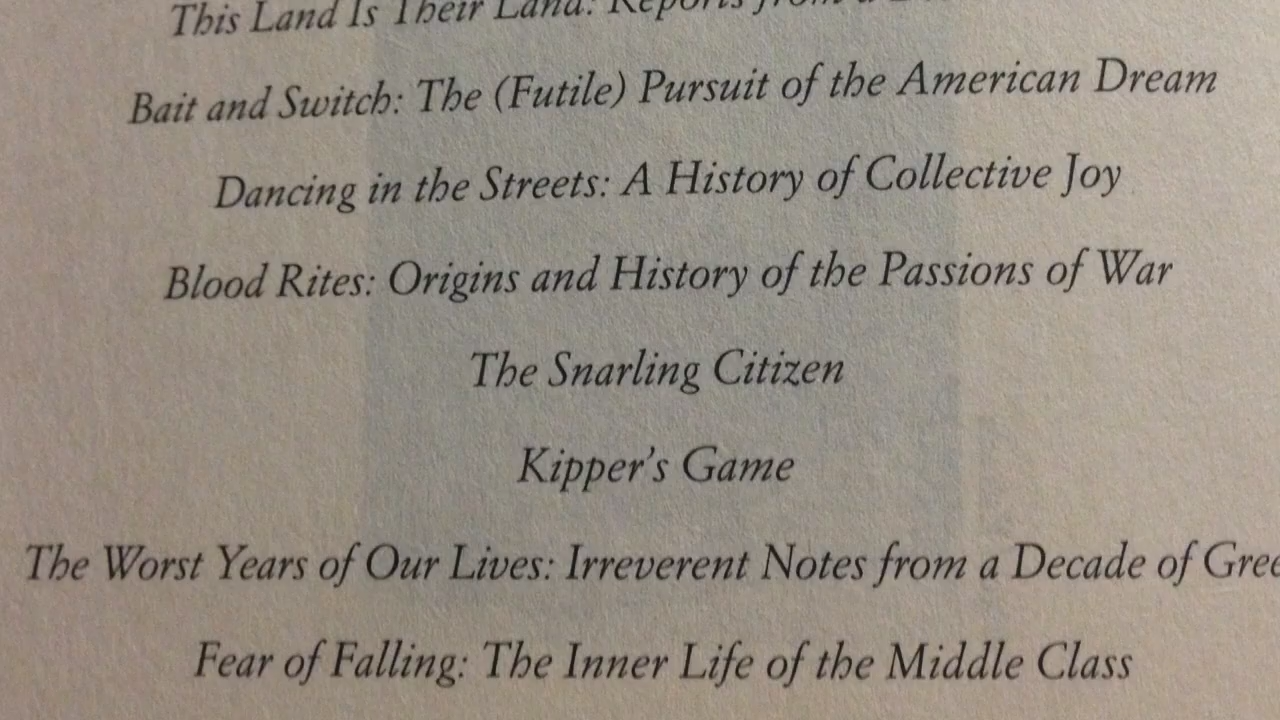 This Land Is Their Land: Reports from a
Bait and Switch: The (Futile) Pursuit of the American Dream
Dancing in the Streets: A History of Collective Joy
Blood Rites: Origins and History of the Passions of War
The Snarling Citizen
Kipper's Game
The Worst Years of Our Lives: Irreverent Notes from a Decade of
Fear of Falling: The Inner Life of the Middle Class